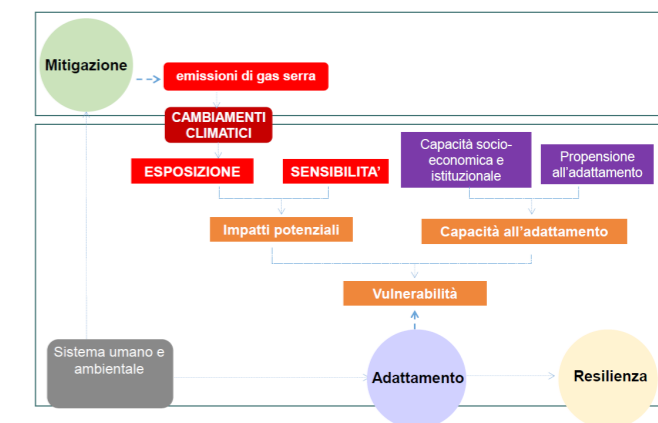 Mitigazione
emissioni di gas serra
CAMBIAMENTI
CLIMATICI
ESPOSIZIONE
SENSIBILITA'
Capacità socio-
economica e
istituzionale
Propensione
all'adattamento
Impatti potenziali
Capacità all'adattamento
Vulnerabilità
Sistema umano e
ambientale
Adattamento
Resilienza